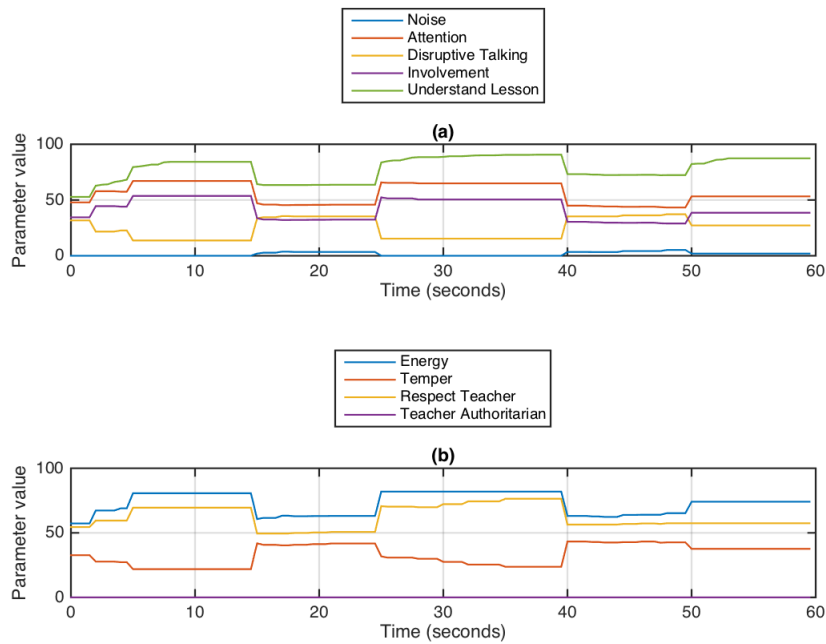 Noise
Attention
Disruptive Talking
Involvement
Understand Lesson
(a)
100
50
0
Parameter value
0 10 20 30 40 50 60
Time (seconds)
Energy
Temper
Respect Teacher
Teacher Authoritarian
(b)
100
50
0
Parameter value
0 10 20 30 40 50 60
Time (seconds)